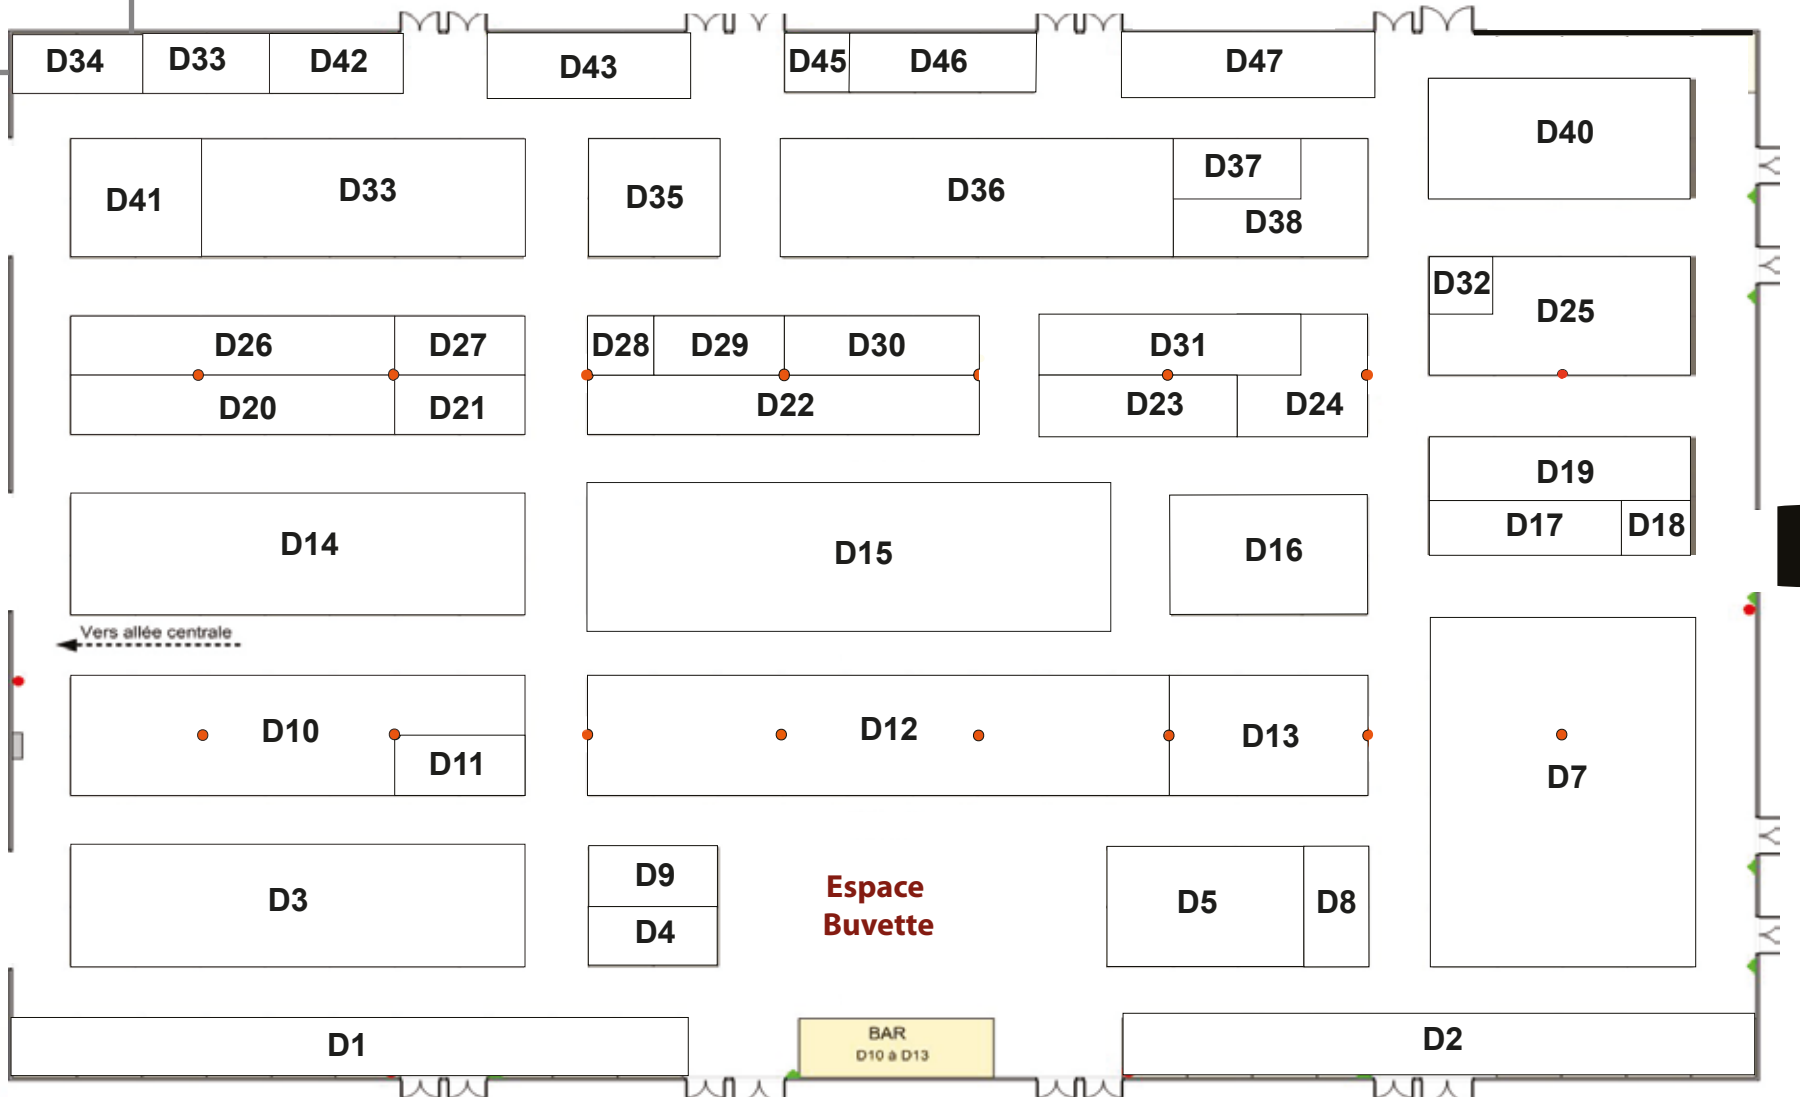 D34
D33
D42
D43
D45
D46
D47
D40
D41
D33
D35
D36
D37
D38
D32
D25
D26
D27
D28
D29
D30
D31
D20
D21
D22
D23
D24
D19
D17
D18
D14
D15
D16
Vers allée centrale
D10
D11
D12
D13
D7
D3
D9
D4
Espace
Buvette
D5
D8
D1
BAR
D10 à D13
D2